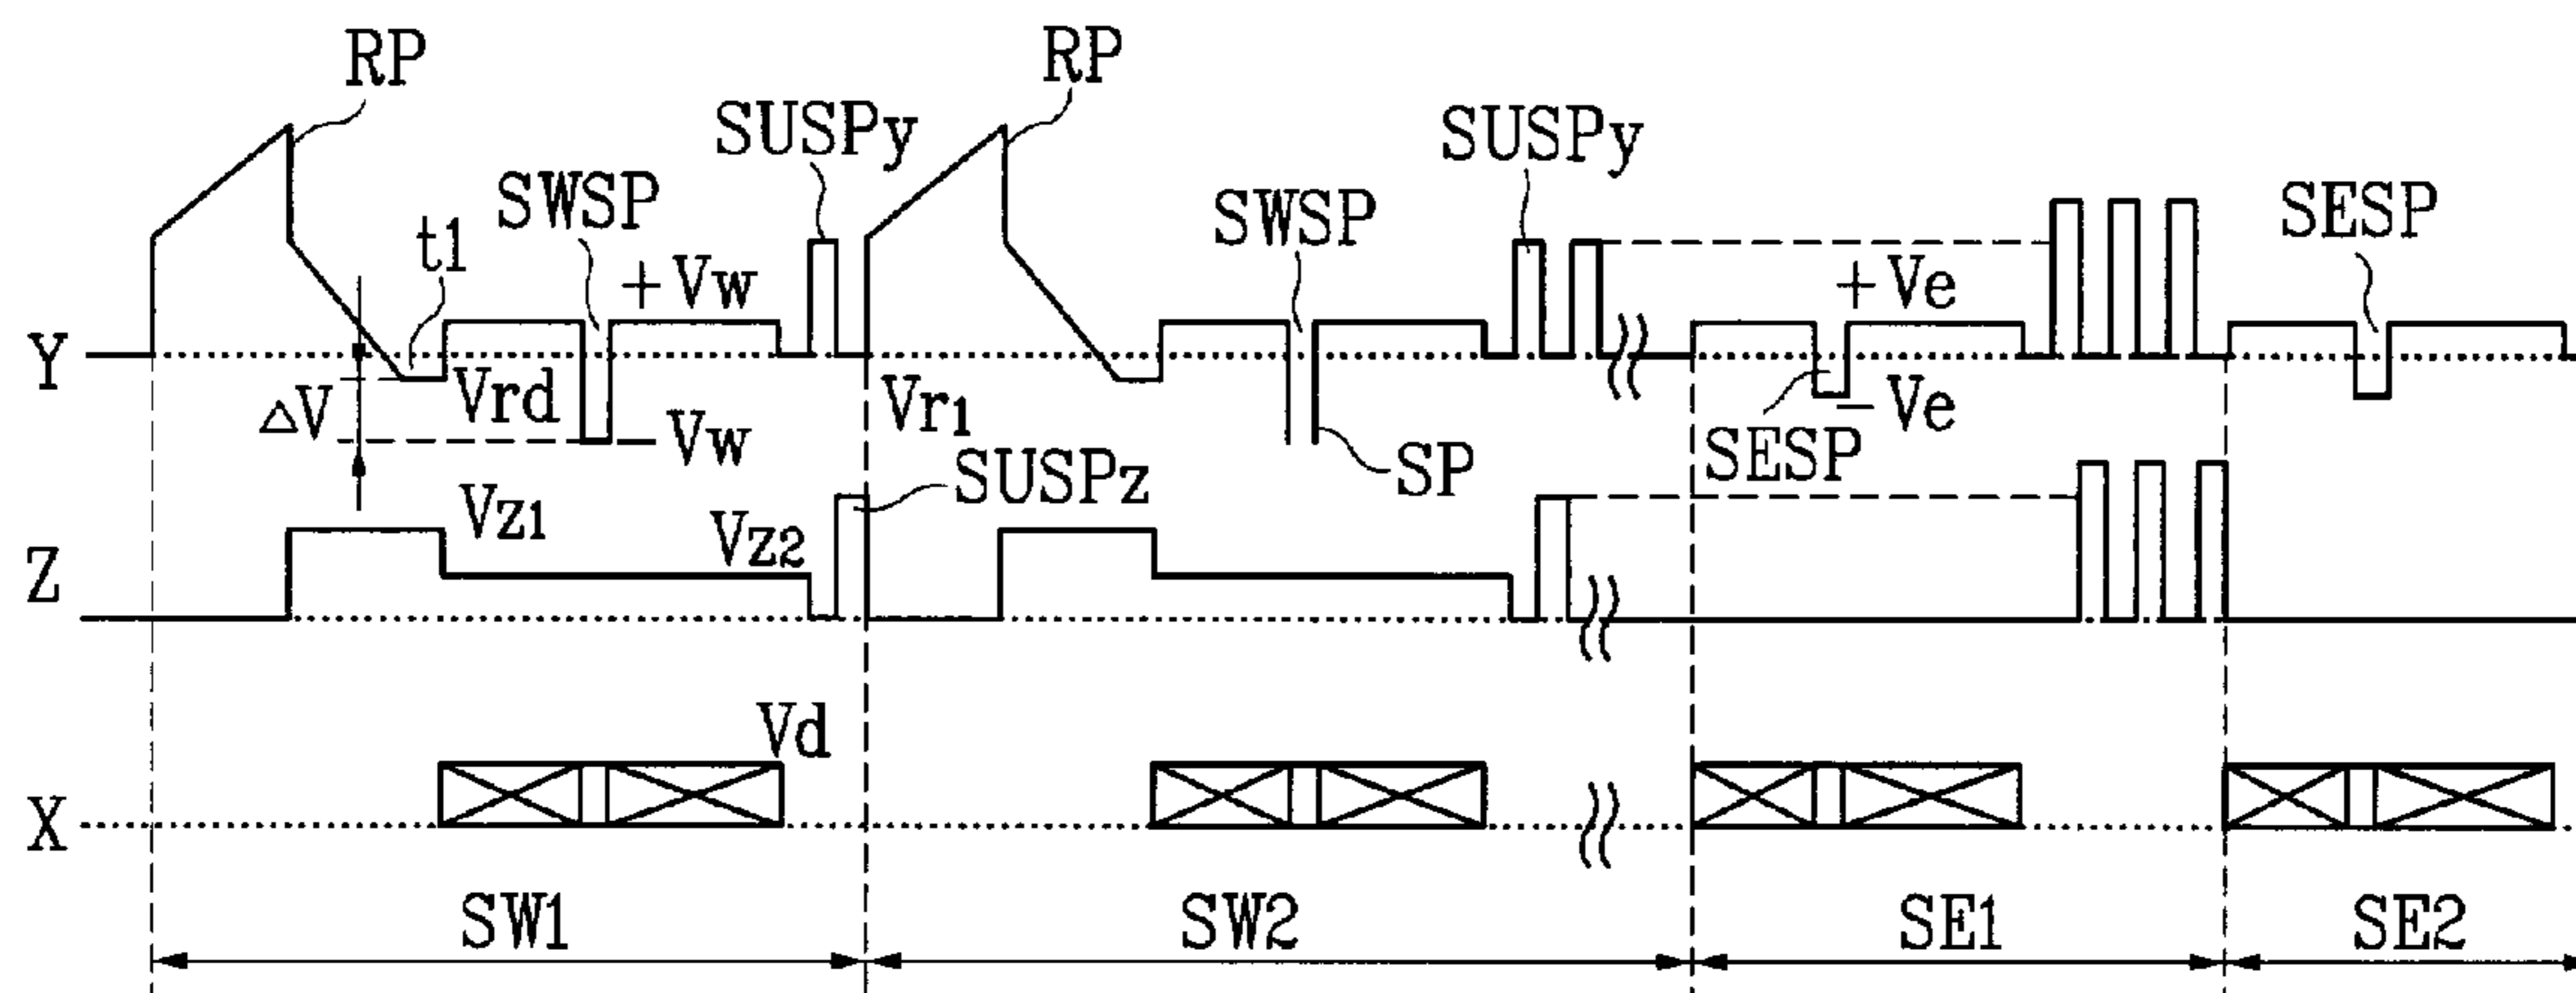 RP
RP
SUSPy
SUSPy
SWSP
SWSP
SESP
t1
+Vw
+Ve
Y
Vrd
ΔV
-Vw
Vr1
SP
-Ve
SESP
SUSPz
Vz1
Vz2
Z
Vd
X
SW1
SW2
SE1
SE2